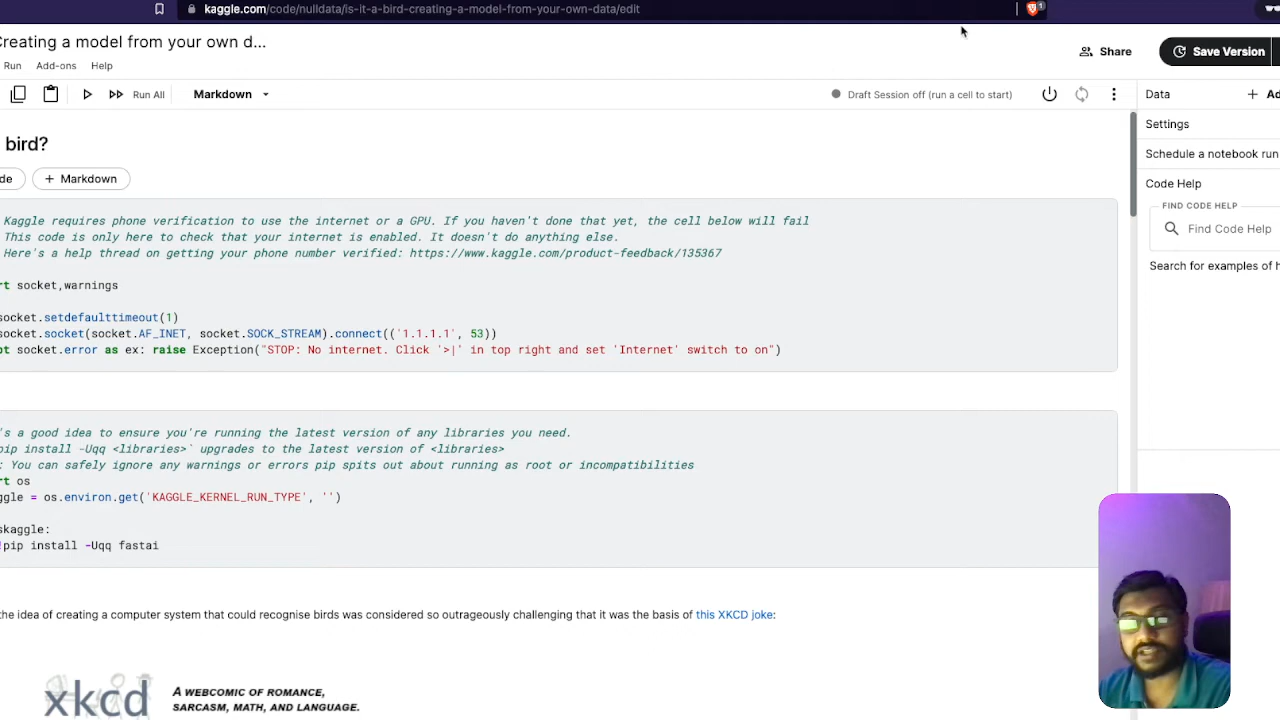 kaggle.com/code/nulldata/is-it-a-bird-creating-a-model-from-your-own-data/edit
1
Creating a model from your own d...
Share
Save Version
Run Add-ons Help
Run All
Markdown
Draft Session off (run a cell to start)
Data
+ Ad
Settings
bird?
Schedule a notebook run
de
+ Markdown
Code Help
FIND CODE HELP
Find Code Help
Search for examples of h
Kaggle requires phone verification to use the internet or a GPU. If you haven't done that yet, the cell below will fail
This code is only here to check that your internet is enabled. It doesn't do anything else.
Here's a help thread on getting your phone number verified: https://www.kaggle.com/product-feedback/135367
rt socket,warnings
socket.setdefaulttimeout(1)
socket.socket(socket.AF_INET, socket.SOCK_STREAM).connect(('1.1.1.1', 53))
pt socket.error as ex: raise Exception("STOP: No internet. Click '>|' in top right and set 'Internet' switch to on")
's a good idea to ensure you're running the latest version of any libraries you need.
pip install -Uqq <libraries>` upgrades to the latest version of <libraries>
: You can safely ignore any warnings or errors pip spits out about running as root or incompatibilities
rt os
ggle = os.environ.get('KAGGLE_KERNEL_RUN_TYPE', '')
skaggle:
!pip install -Uqq fastai
the idea of creating a computer system that could recognise birds was considered so outrageously challenging that it was the basis of this XKCD joke:
xkcd
A WEBCOMIC OF ROMANCE,
SARCASM, MATH, AND LANGUAGE.